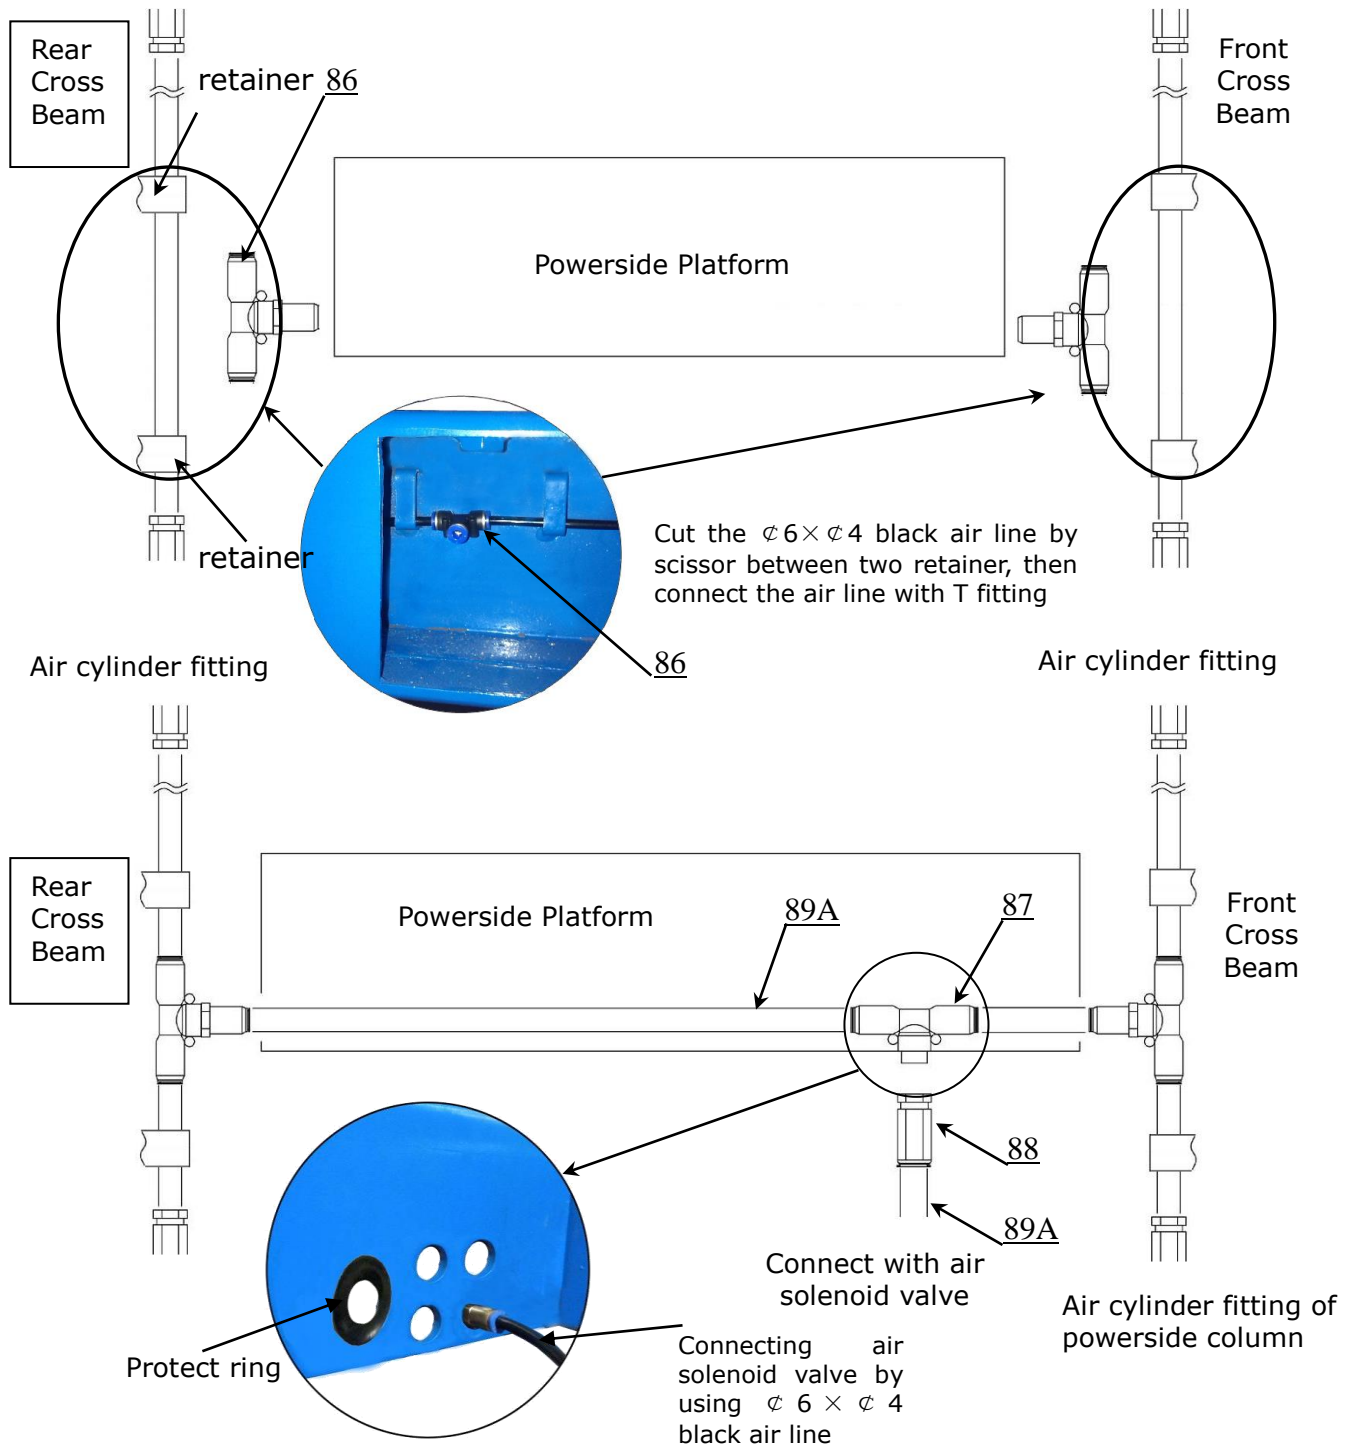 Rear
Cross
Beam
retainer 86
Front
Cross
Beam
Powerside Platform
retainer
Cut the ₵6×₵4 black air line by
scissor between two retainer, then
connect the air line with T fitting
86
Air cylinder fitting
Air cylinder fitting
Rear
Cross
Beam
Powerside Platform
89A
87
Front
Cross
Beam
88
89A
Connect with air
solenoid valve
Air cylinder fitting of
powerside column
Protect ring
Connecting air
solenoid valve by
using ₵ 6 × ₵ 4
black air line